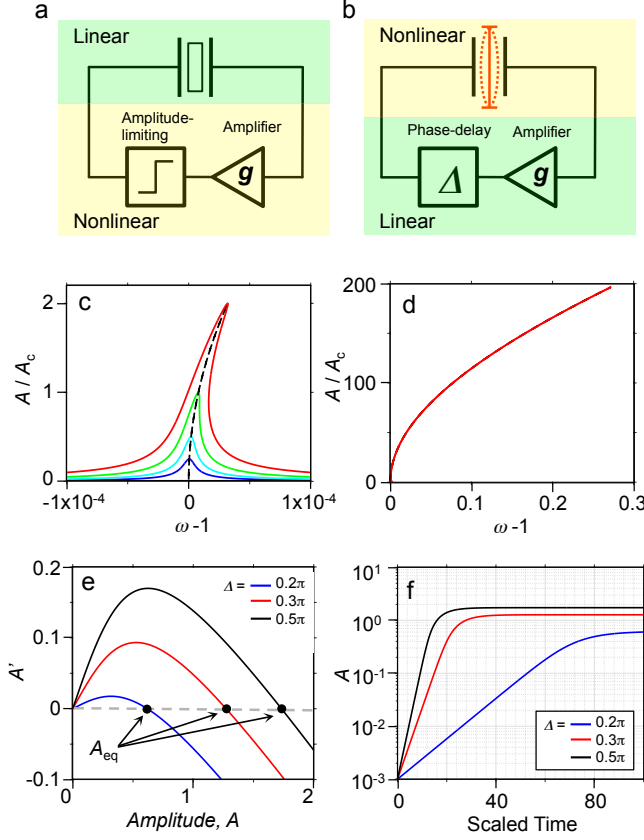 a
Linear
Amplitude-
limiting
Amplifier
g
Nonlinear
b
Nonlinear
Phase-delay
Amplifier
Δ
g
Linear
c
A / Ac
2
1
0
-1x10-4
0
1x10-4
ω -1
d
A / Ac
200
100
0
0
0.1
0.2
0.3
ω -1
e
A'
0.2
0.1
0
-0.1
Δ = 0.2π
0.3π
0.5π
Aeq
0
1
2
Amplitude, A
f
A
101
100
10-1
10-2
10-3
Δ = 0.2π
0.3π
0.5π
0
40
80
Scaled Time